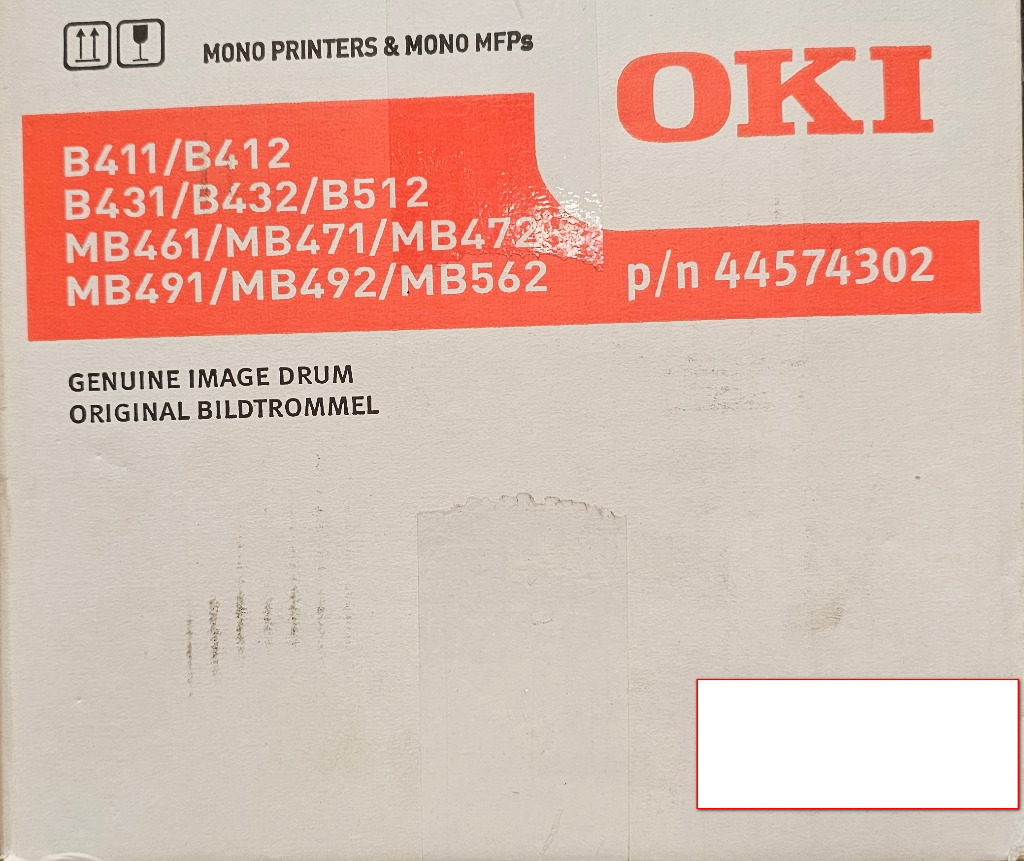 MONO PRINTERS & MONO MFPs
OKI
B411/B412
B431/B432/B512
MB461/MB471/MB472
MB491/MB492/MB562
p/n 44574302
GENUINE IMAGE DRUM
ORIGINAL BILDTROMMEL